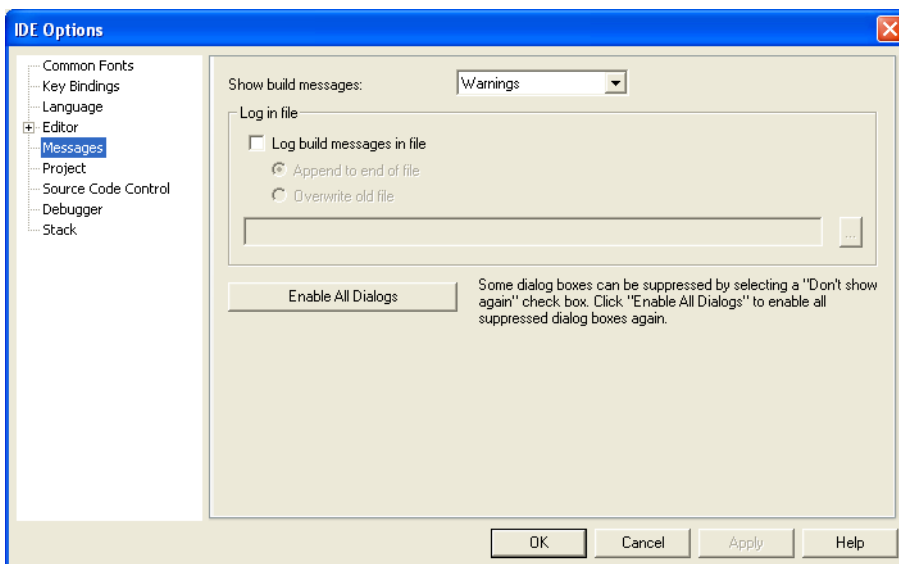 IDE Options
Common Fonts
Key Bindings
Language
Editor
Messages
Project
Source Code Control
Debugger
Stack
Show build messages:
Warnings
Log in file
Log build messages in file
Append to end of file
Overwrite old file
...
Enable All Dialogs
Some dialog boxes can be suppressed by selecting a "Don't show
again" check box. Click "Enable All Dialogs" to enable all
suppressed dialog boxes again.
OK
Cancel
Apply
Help